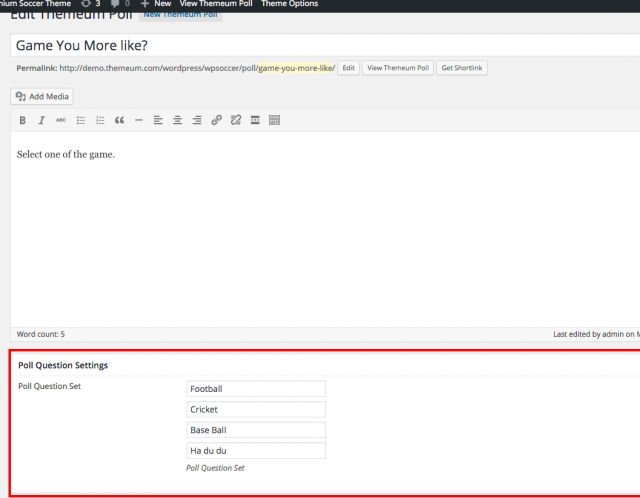 nium Soccer Theme 3 0 New View Themeum Poll Theme Options
Edit Themeum Poll New Themeum Poll
Game You More like?
Permalink: http://demo.themeum.com/wordpress/wpsoccer/poll/game-you-more-like/ Edit View Themeum Poll Get Shortlink
Add Media
B I ABC
Select one of the game.
Word count: 5 Last edited by admin on M
Poll Question Settings
Poll Question Set Football
Cricket
Base Ball
Ha du du
Poll Question Set